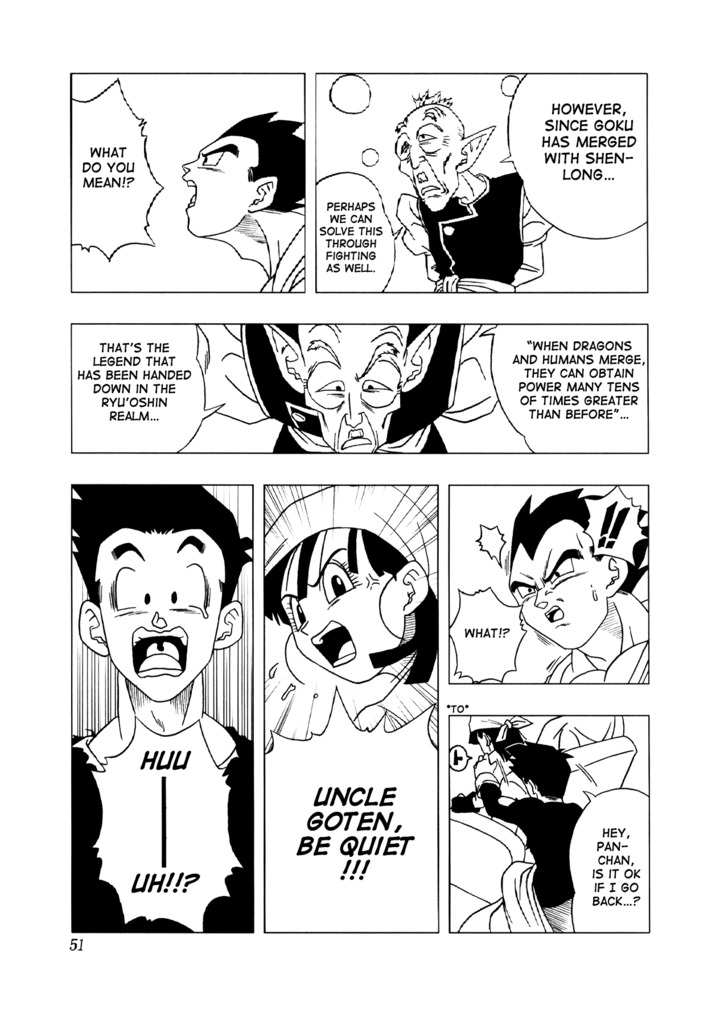 HOWEVER,
SINCE GOKU
HAS MERGED
WITH SHEN-
LONG...
PERHAPS
WE CAN
SOLVE THIS
THROUGH
FIGHTING
AS WELL.
WHAT
DO YOU
MEAN!?
"WHEN DRAGONS
AND HUMANS MERGE,
THEY CAN OBTAIN
POWER MANY TENS
OF TIMES GREATER
THAN BEFORE"...
THAT'S THE
LEGEND THAT
HAS BEEN HANDED
DOWN IN THE
RYU'OSHIN
REALM...
!!
WHAT!?
*TO*
ト
HEY,
PAN-
CHAN,
IS IT OK
IF I GO
BACK...?
UNCLE
GOTEN,
BE QUIET
!!!
HUU
|
UH!!?
51